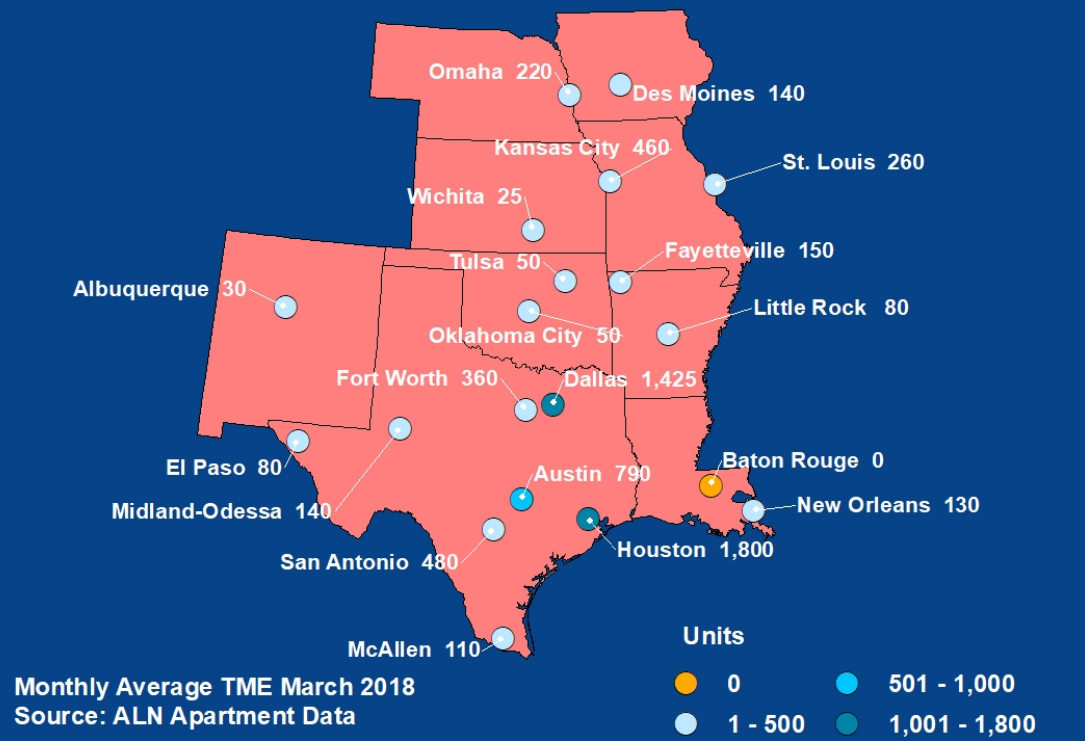 Omaha 220
Des Moines 140
Kansas City 460
St. Louis 260
Wichita 25
Fayetteville 150
Tulsa 50
Albuquerque 30
Little Rock 80
Oklahoma City 50
Fort Worth 360
Dallas 1,425
Baton Rouge 0
El Paso 80
Austin 790
New Orleans 130
Midland-Odessa 140
Houston 1,800
San Antonio 480
McAllen 110
Units
0
501 - 1,000
1 - 500
1,001 - 1,800
Monthly Average TME March 2018
Source: ALN Apartment Data